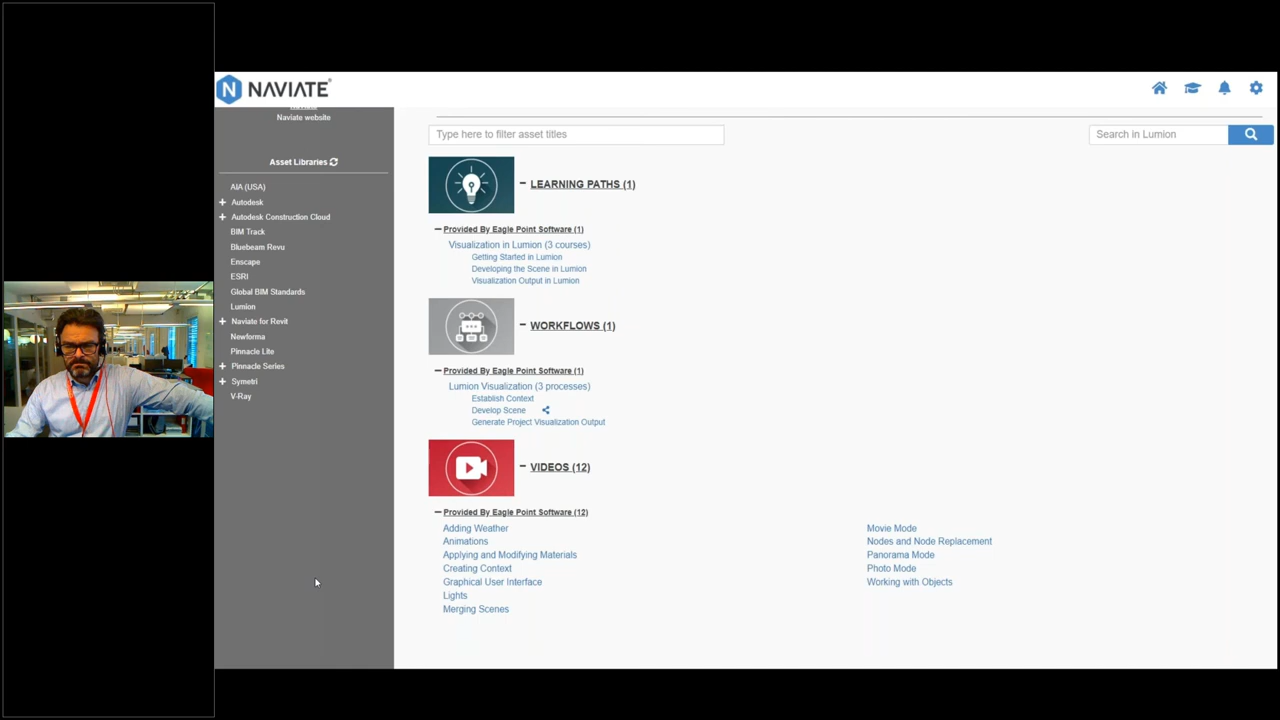 NAVIATE
Naviate website
Asset Libraries
AIA (USA)
+ Autodesk
+ Autodesk Construction Cloud
BIM Track
Bluebeam Revu
Enscape
ESRI
Global BIM Standards
Lumion
+ Naviate for Revit
Newforma
Pinnacle Lite
+ Pinnacle Series
+ Symetri
V-Ray
Type here to filter asset titles
Search in Lumion
− LEARNING PATHS (1)
− Provided By Eagle Point Software (1)
Visualization in Lumion (3 courses)
Getting Started in Lumion
Developing the Scene in Lumion
Visualization Output in Lumion
− WORKFLOWS (1)
− Provided By Eagle Point Software (1)
Lumion Visualization (3 processes)
Establish Context
Develop Scene
Generate Project Visualization Output
− VIDEOS (12)
− Provided By Eagle Point Software (12)
Adding Weather
Animations
Applying and Modifying Materials
Creating Context
Graphical User Interface
Lights
Merging Scenes
Movie Mode
Nodes and Node Replacement
Panorama Mode
Photo Mode
Working with Objects